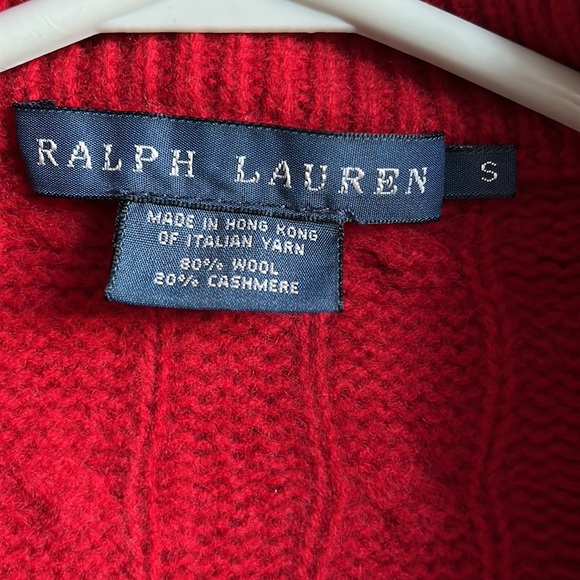 RALPH LAUREN
S
MADE IN HONG KONG
OF ITALIAN YARN
80% WOOL
20% CASHMERE